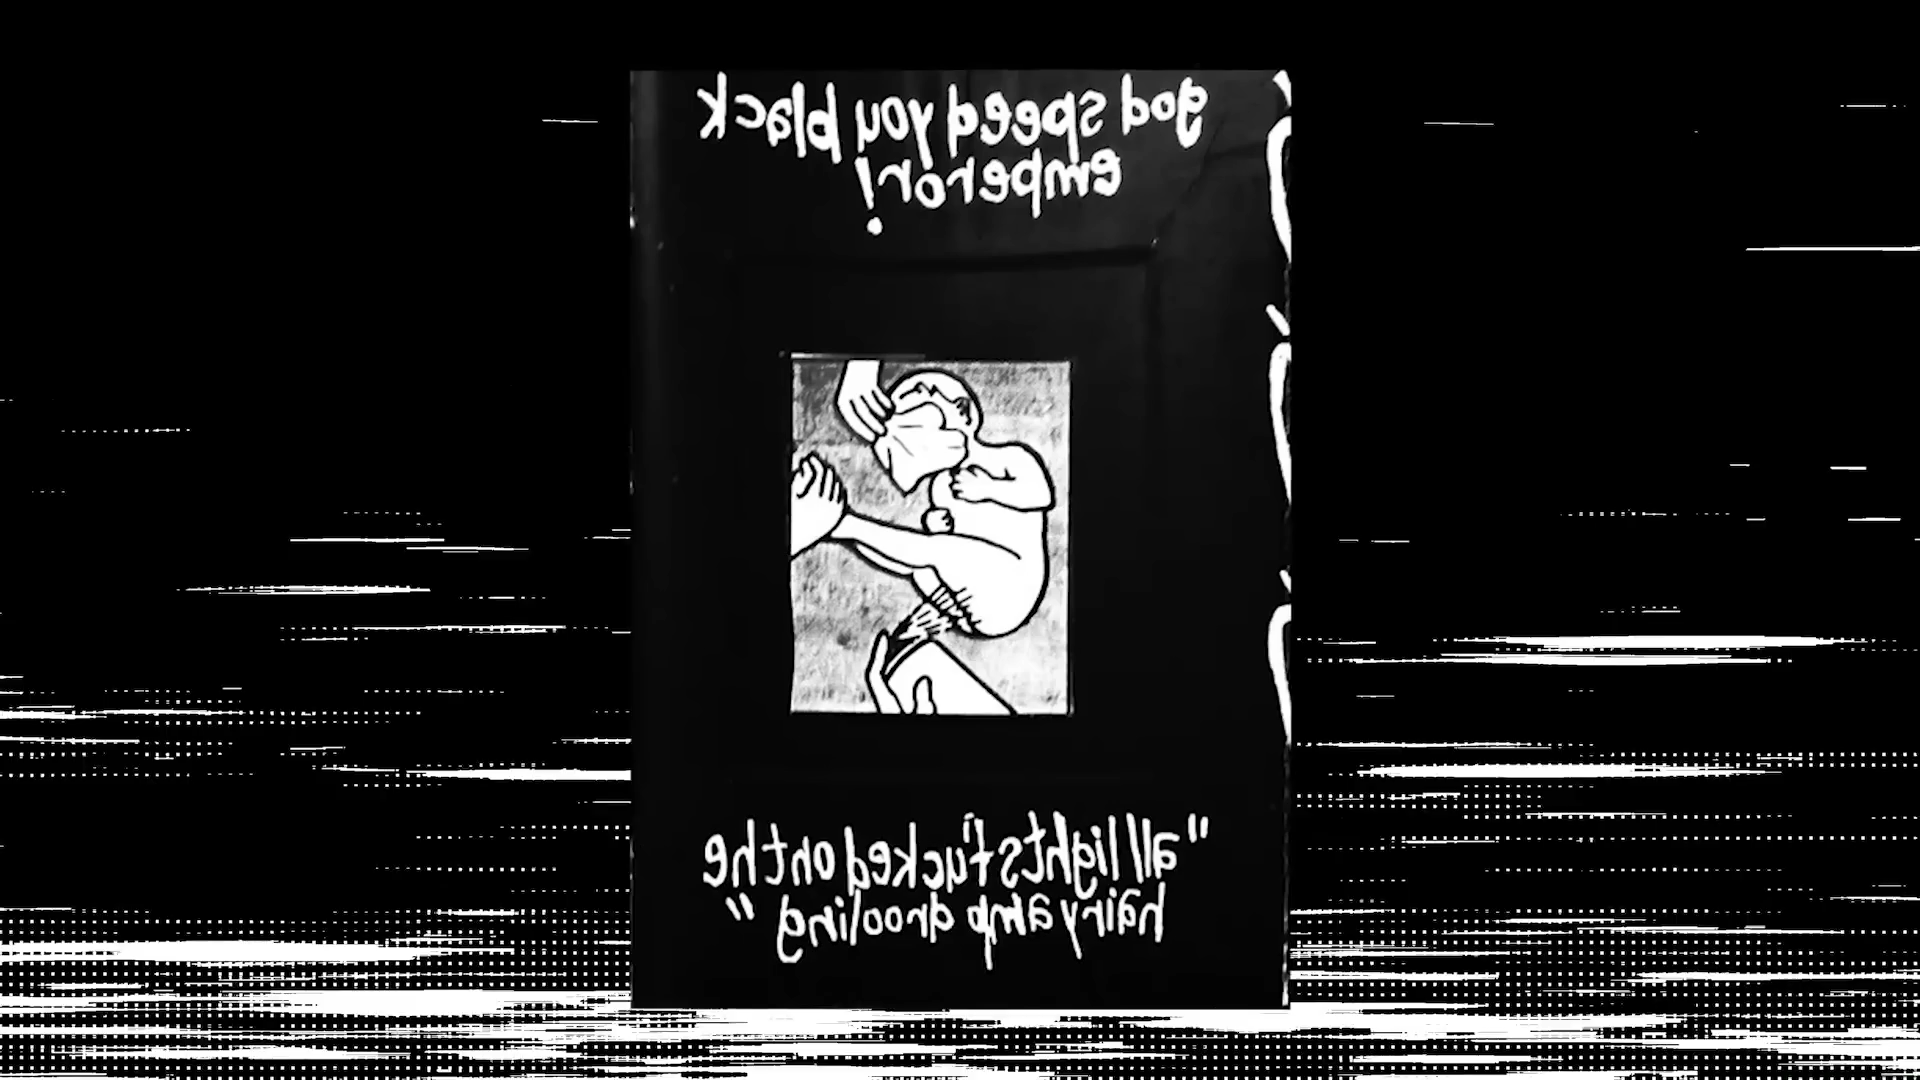 god speed you black
emperor!
"all lights fucked on the
hairy amp drooling"